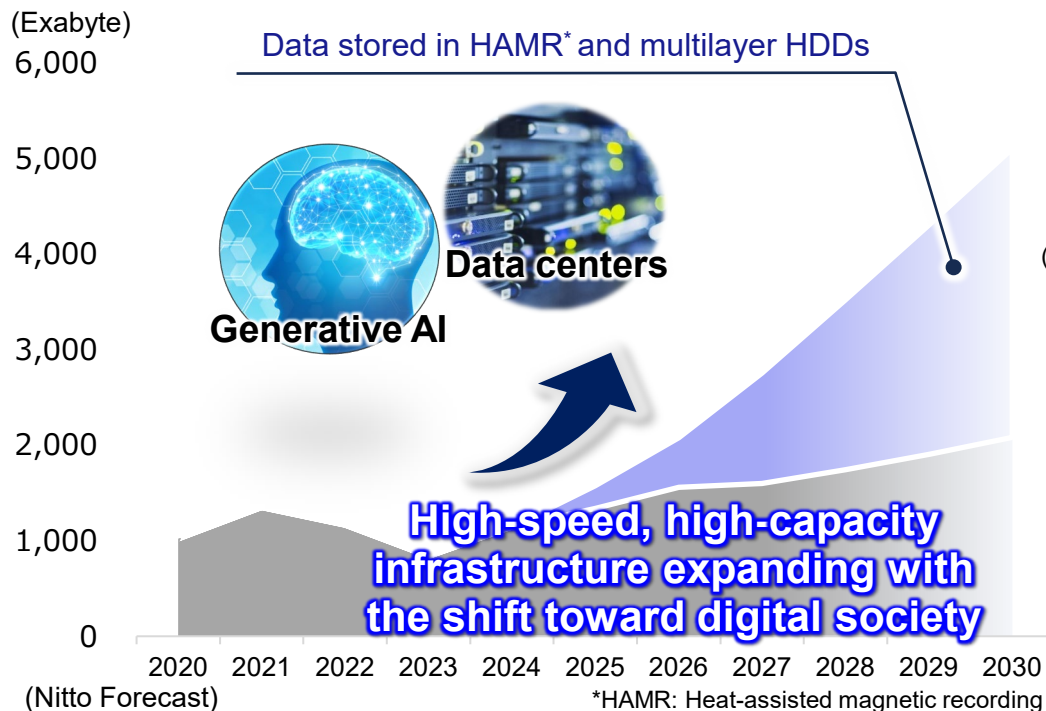 (Exabyte)
Data stored in HAMR* and multilayer HDDs
6,000
5,000
4,000
3,000
2,000
1,000
0
Generative AI
Data centers
(
High-speed, high-capacity
infrastructure expanding with
the shift toward digital society
2020 2021 2022 2023 2024 2025 2026 2027 2028 2029 2030
(Nitto Forecast)
*HAMR: Heat-assisted magnetic recording